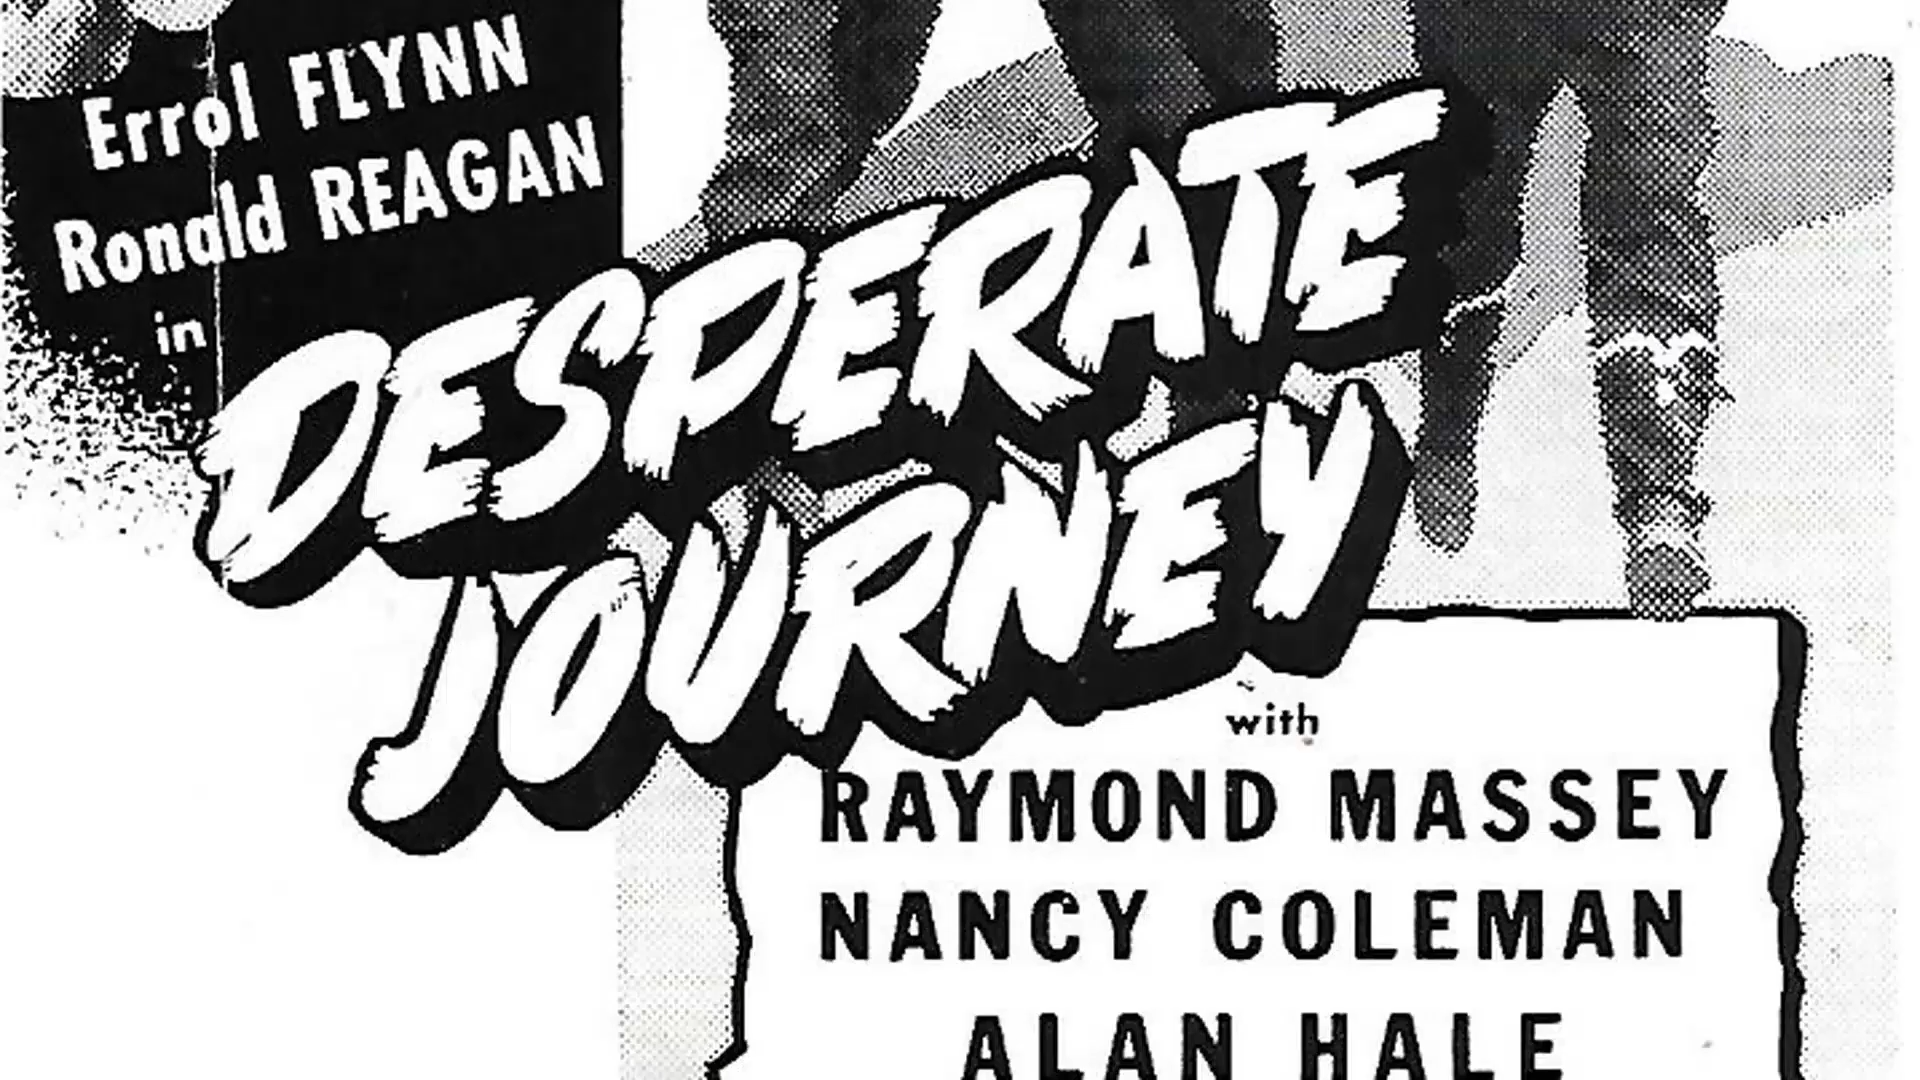 Errol FLYNN
Ronald REAGAN
in
DESPERATE
JOURNEY
with
RAYMOND MASSEY
NANCY COLEMAN
ALAN HALE